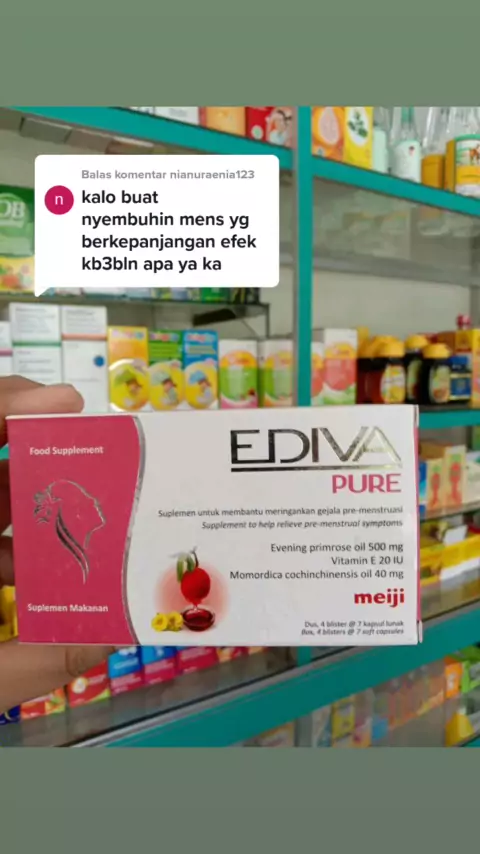 Balas komentar nianuraenia123
n
kalo buat
nyembuhin mens yg
berkepanjangan efek
kb3bln apa ya ka
Food Supplement
EDIVA
PURE
Suplemen untuk membantu meringankan gejala pre-menstruasi
Supplement to help relieve pre-menstrual symptoms
Evening primrose oil 500 mg
Vitamin E 20 IU
Momordica cochinchinensis oil 40 mg
meiji
Suplemen Makanan
Dus, 4 blister @ 7 kapsul lunak
Box, 4 blisters @ 7 soft capsules